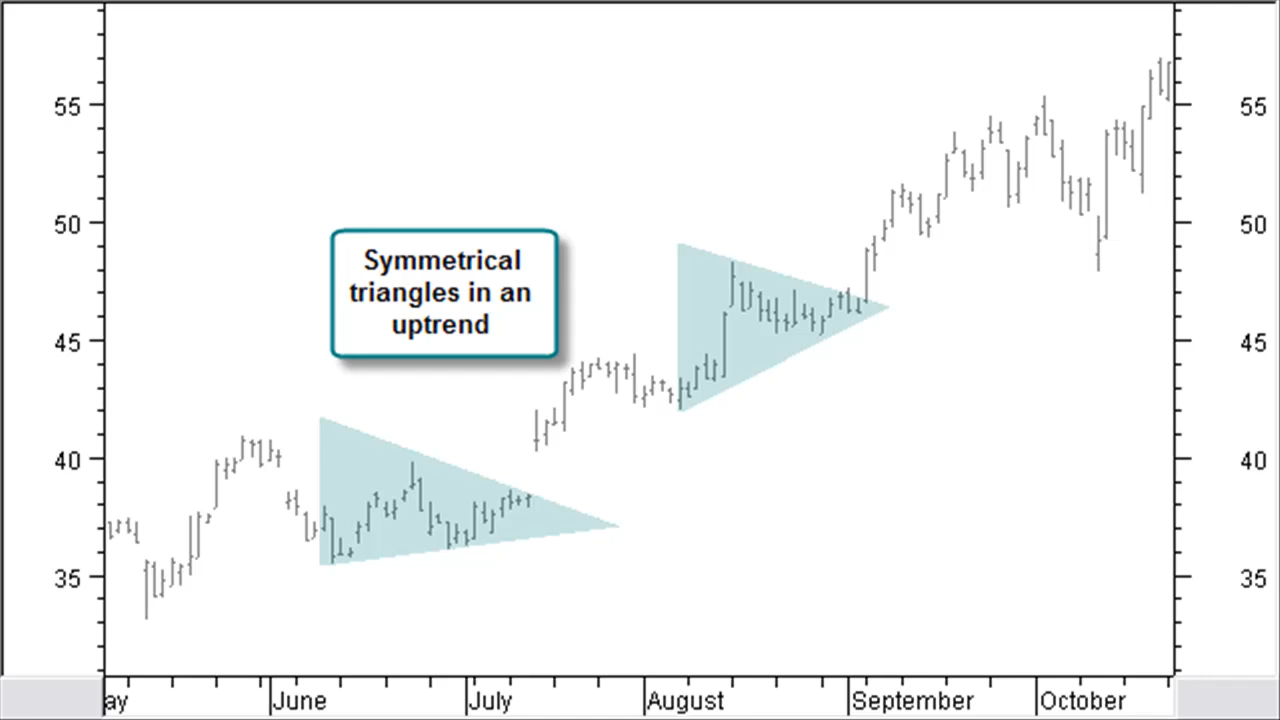 55 55
50 50
Symmetrical
triangles in an
uptrend
45 45
40 40
35 35
ay June July August September October